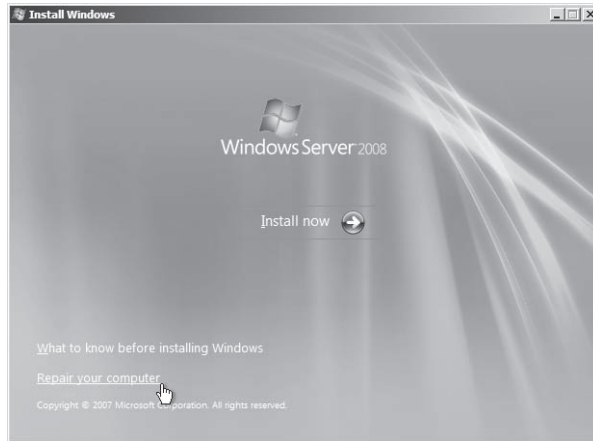 Install Windows
Windows Server 2008
Install now
What to know before installing Windows
Repair your computer
Copyright © 2007 Microsoft Corporation. All rights reserved.